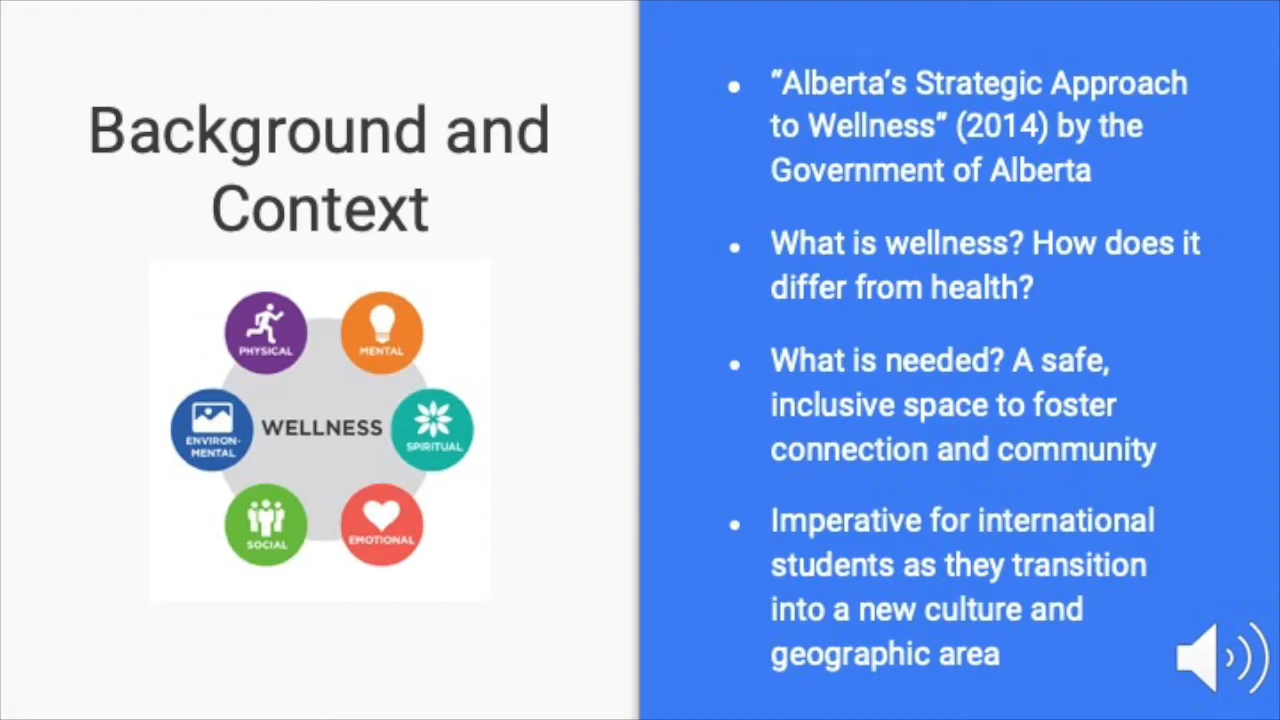 Background and
Context
PHYSICAL
MENTAL
ENVIRON-
MENTAL
WELLNESS
SPIRITUAL
SOCIAL
EMOTIONAL
• “Alberta’s Strategic Approach
to Wellness” (2014) by the
Government of Alberta
• What is wellness? How does it
differ from health?
• What is needed? A safe,
inclusive space to foster
connection and community
• Imperative for international
students as they transition
into a new culture and
geographic area